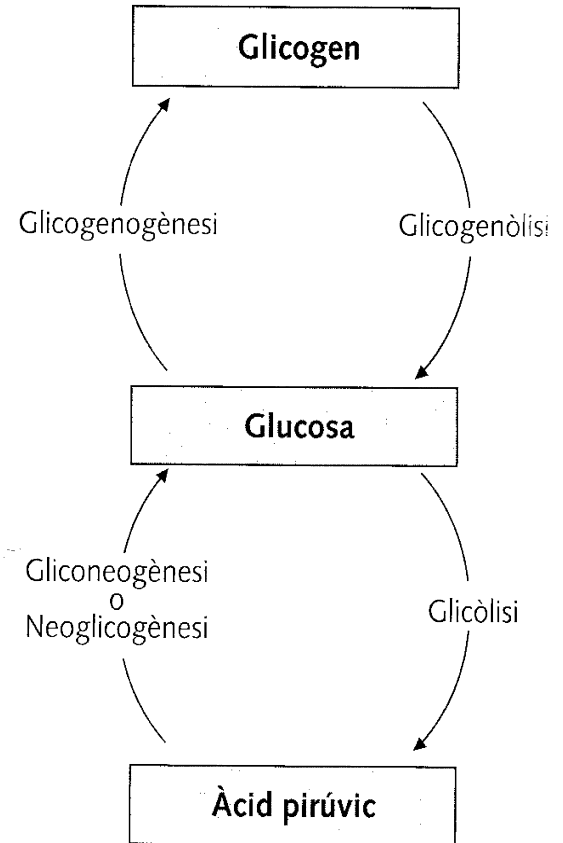 Glicogen
Glicogenogènesi
Glicogenòlisi
Glucosa
Gliconeogènesi
o
Neoglicogènesi
Glicòlisi
Àcid pirúvic